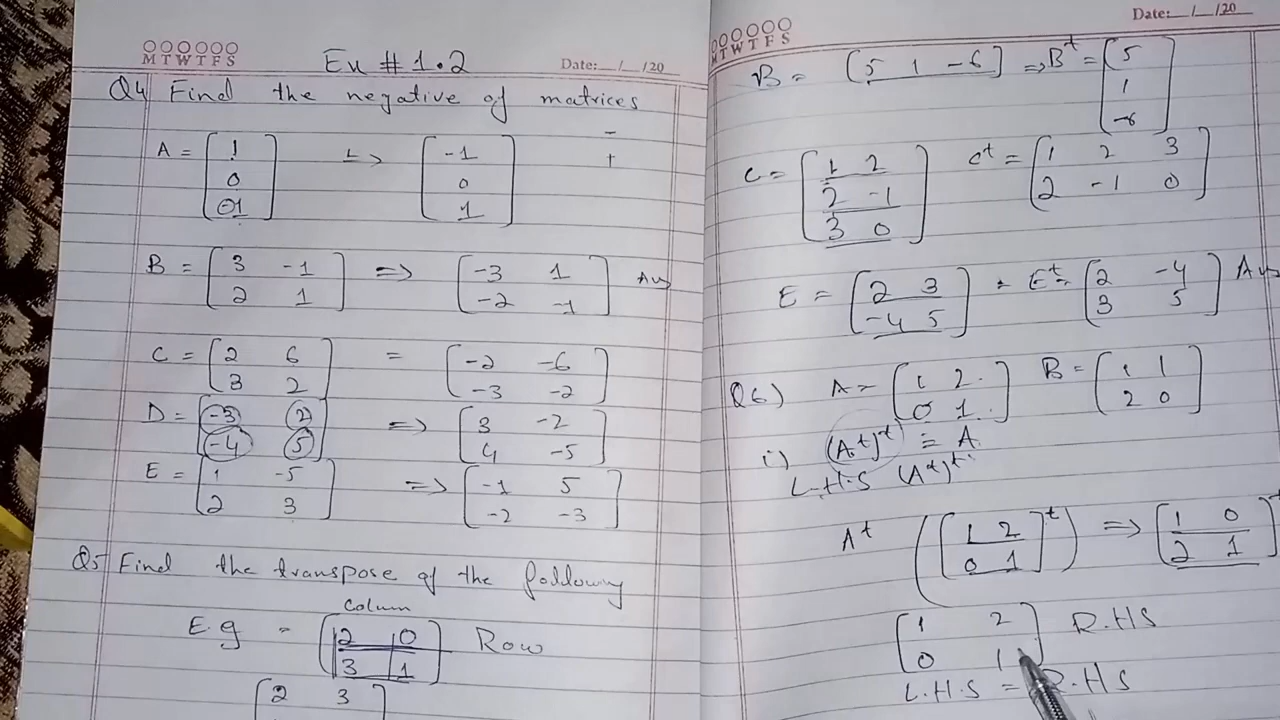 M T W T F S
Ex # 1.2
Date:__/__/20
Q4 Find the negative of matrices
A = [1 0 01] => [-1 0 1]
-
+
B = [3 -1 2 1] => [-3 1 -2 -1] Ans
C = [2 6 3 2] = [-2 -6 -3 -2]
D = [-3 2 -4 5] => [3 -2 4 -5]
E = [1 -5 2 3] => [-1 5 -2 -3]
Q5 Find the transpose of the following
Column
E.g = [2 0 3 1] Row
[2 3
M T W T F S
Date:__/__/20
B = [5 1 -6] => B^t = [5 1 -6]
C = [1 2 2 -1 3 0] C^t = [1 2 3 2 -1 0]
E = [2 3 -4 5] E^t = [2 -4 3 5] Ans
Q6) A = [1 2 0 1] B = [1 1 2 0]
i) (A^t)^t = A
L.H.S (A^t)^t
A^t ([1 2 0 1]^t) => [1 0 2 1]^t
[1 2 0 1] R.H.S
L.H.S = R.H.S